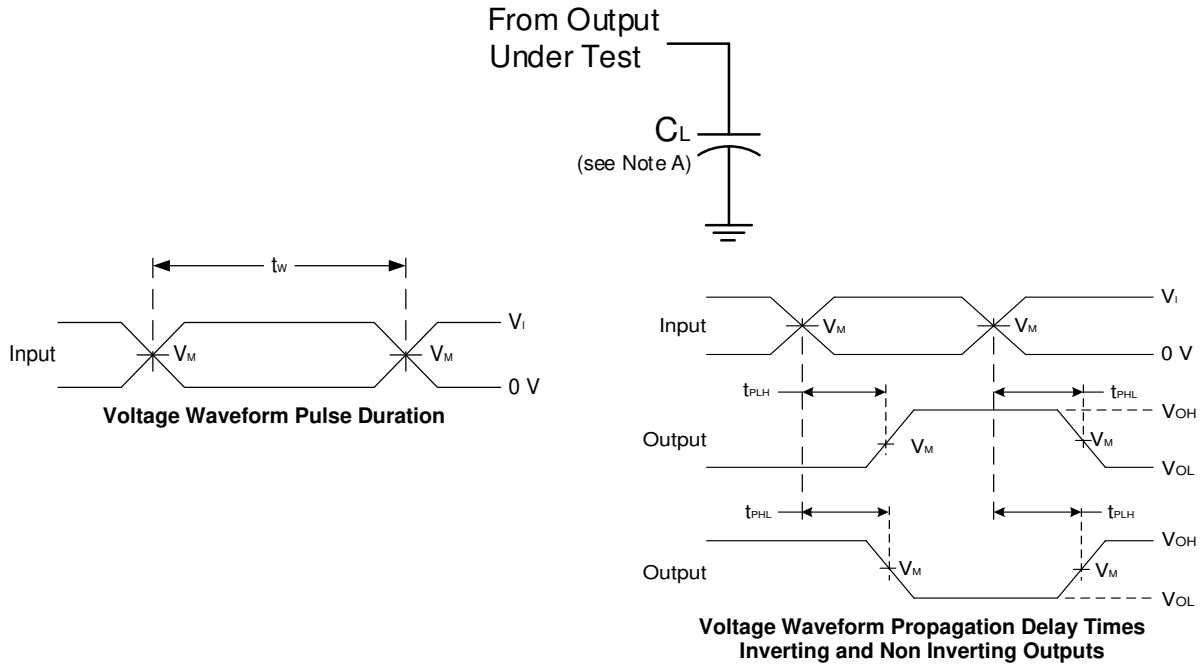 From Output
Under Test
CL
(see Note A)
tW
Input
VM
VM
VI
0 V
Voltage Waveform Pulse Duration
Input
VM
VM
VI
0 V
tPLH
tPHL
Output
VM
VM
VOH
VOL
tPHL
tPLH
Output
VM
VM
VOH
VOL
Voltage Waveform Propagation Delay Times
Inverting and Non Inverting Outputs